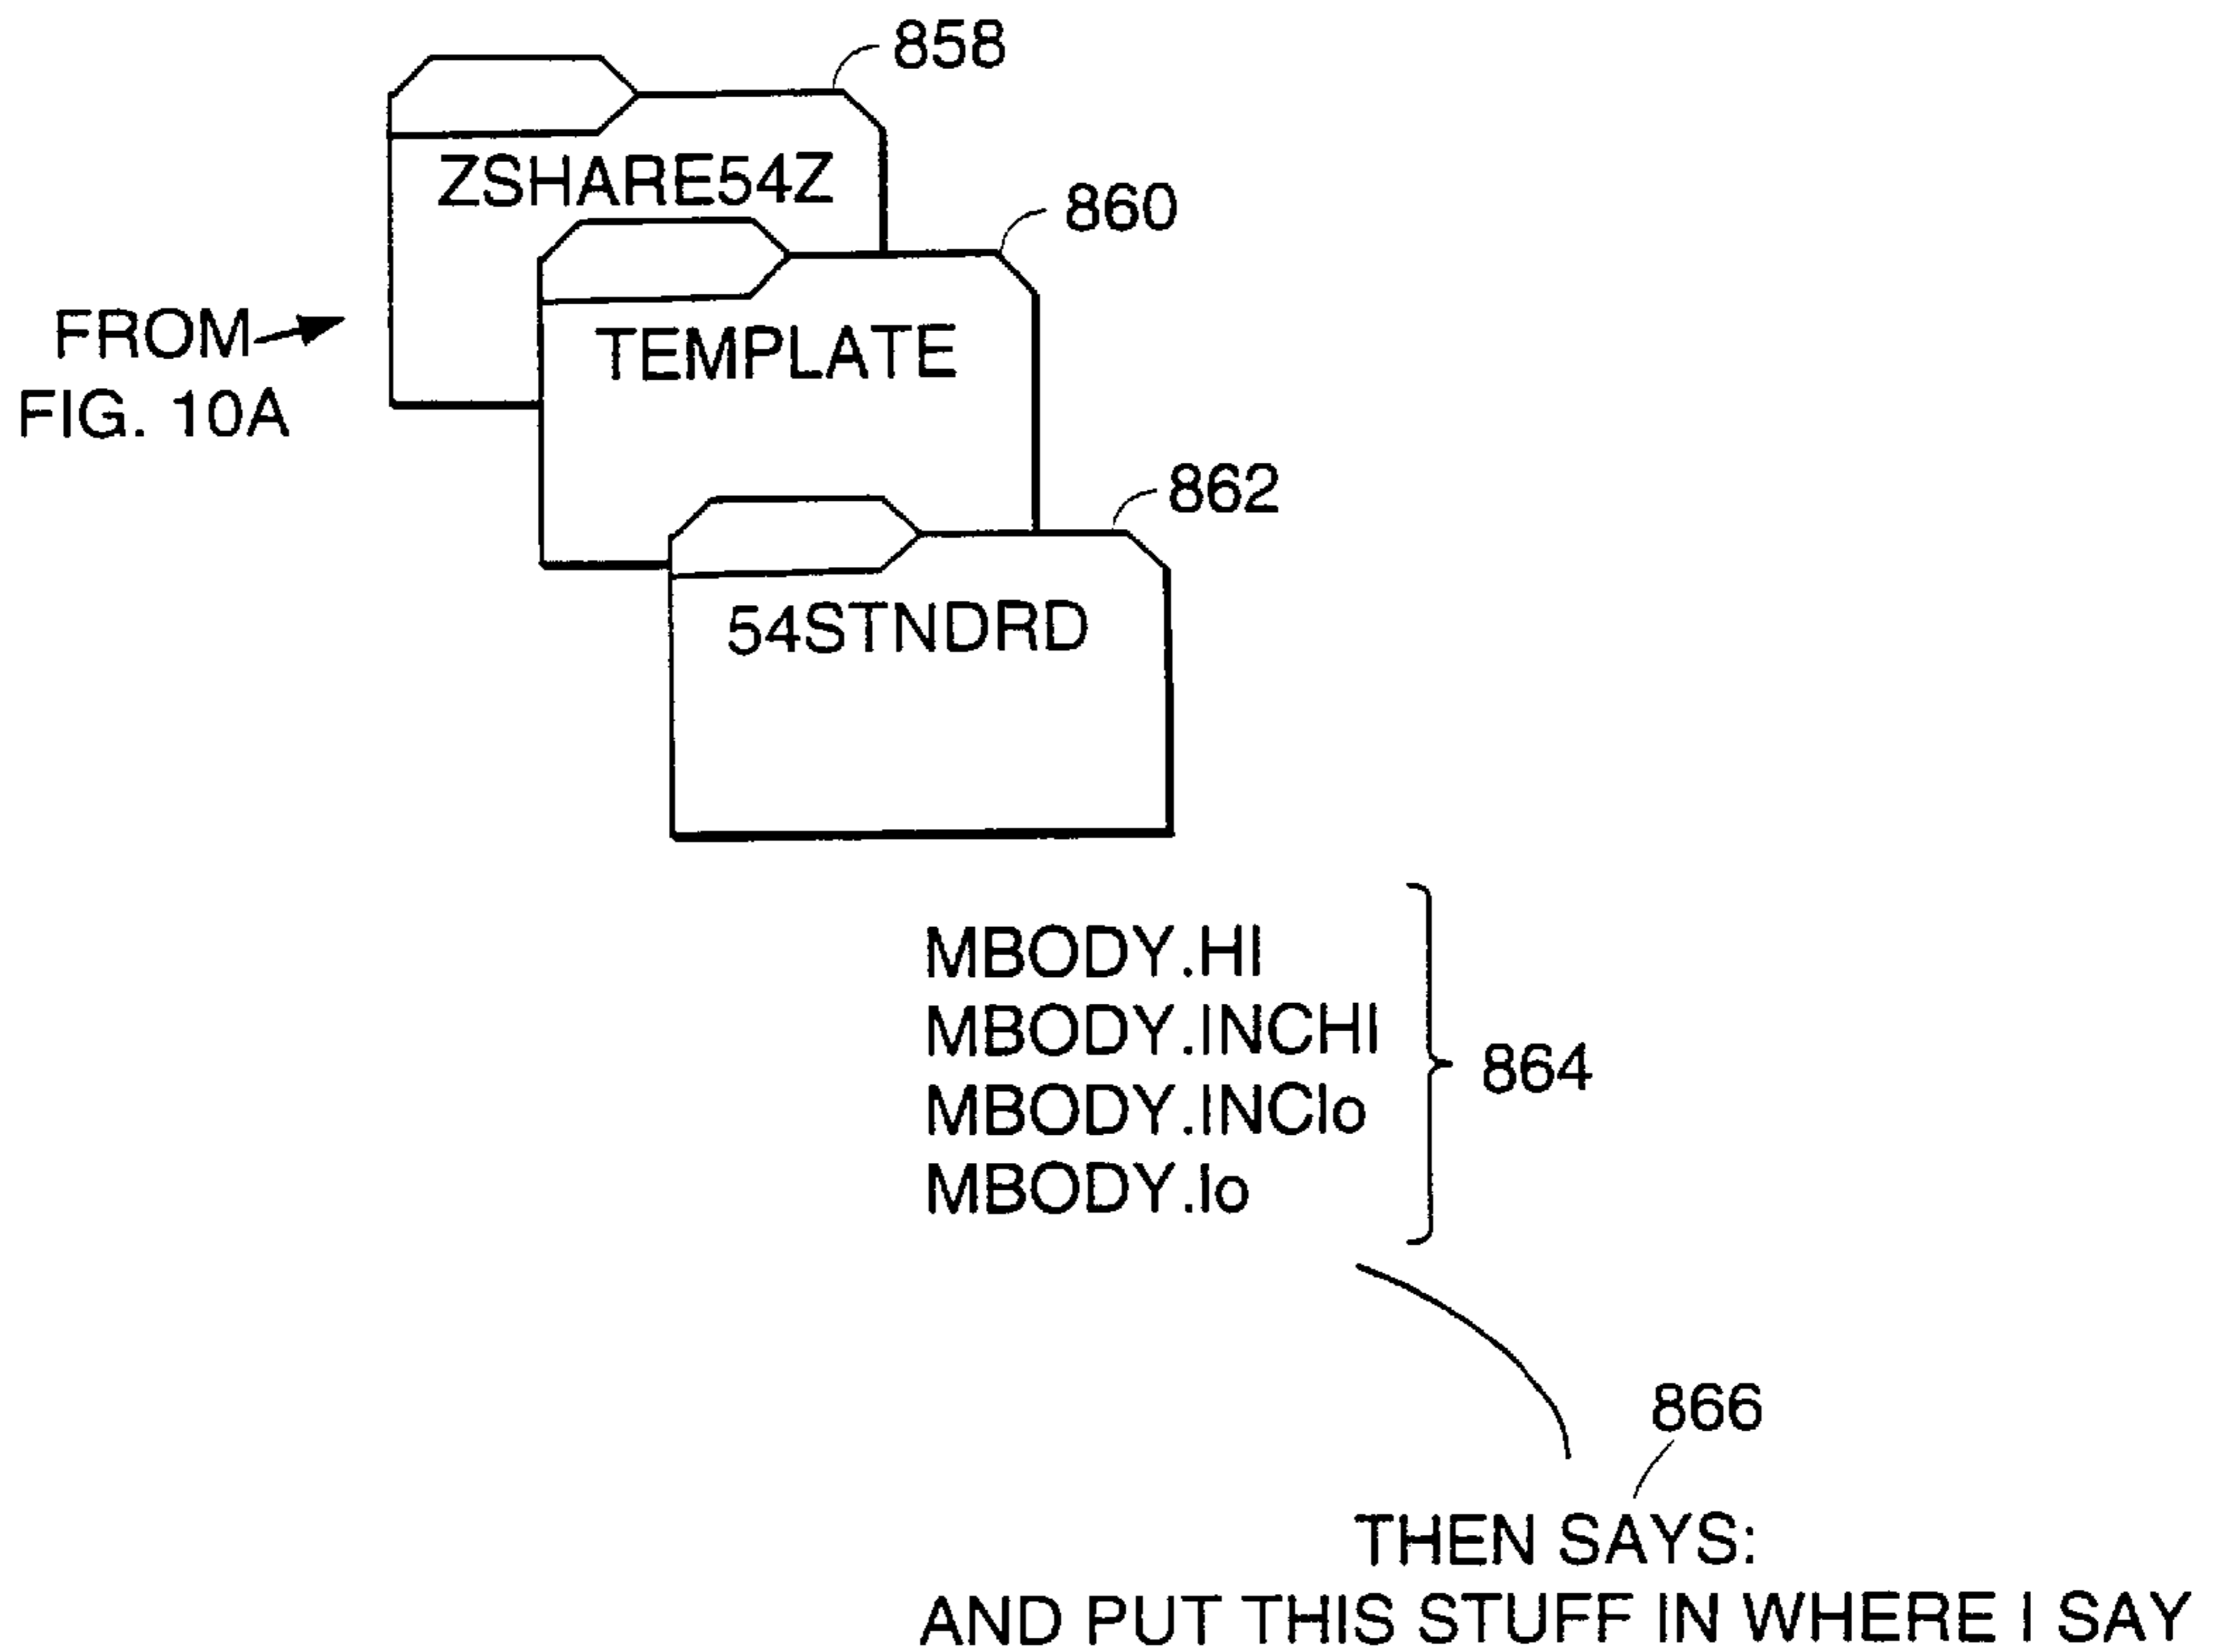 858
ZSHARE54Z
860
FROM
FIG. 10A
TEMPLATE
862
54STNDRD
MBODY.HI
MBODY.INCHI
MBODY.INClo
MBODY.lo
864
866
THEN SAYS:
AND PUT THIS STUFF IN WHERE I SAY